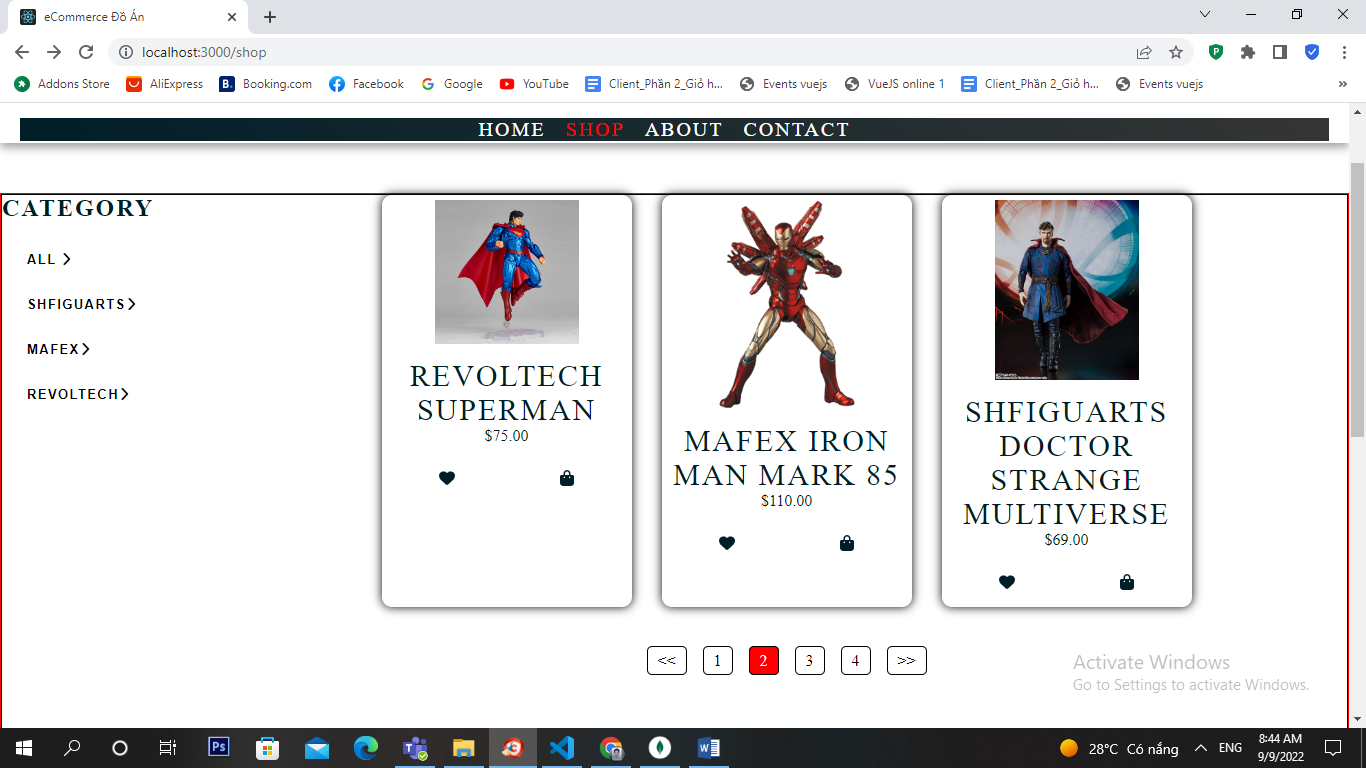 eCommerce Đồ Án
localhost:3000/shop
Addons Store AliExpress Booking.com Facebook Google YouTube Client_Phần 2_Giỏ h... Events vuejs VueJS online 1 Client_Phần 2_Giỏ h... Events vuejs »
HOME SHOP ABOUT CONTACT
CATEGORY
ALL
SHFIGUARTS
MAFEX
REVOLTECH
REVOLTECH
SUPERMAN
$75.00
MAFEX IRON
MAN MARK 85
$110.00
SHFIGUARTS
DOCTOR
STRANGE
MULTIVERSE
$69.00
<< 1 2 3 4 >>
Activate Windows
Go to Settings to activate Windows.
Ps
28°C Có nắng ENG
8:44 AM
9/9/2022